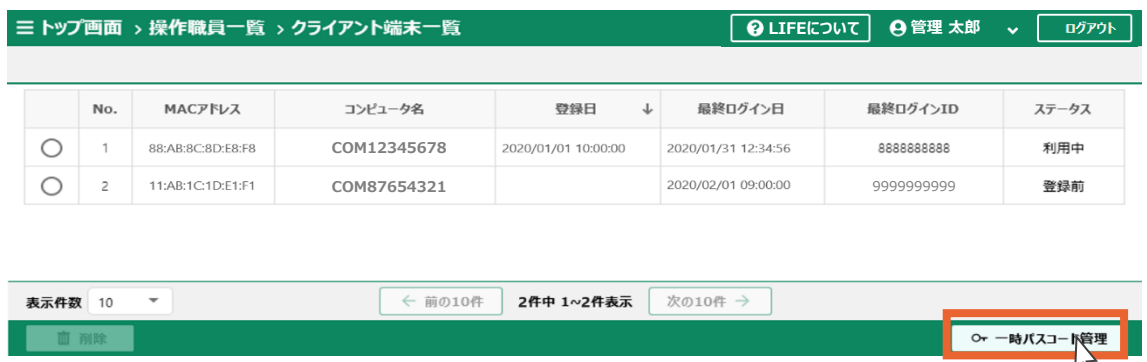 トップ画面 > 操作職員一覧 > クライアント端末一覧 ? LIFEについて 管理 太郎 ログアウト
No. MACアドレス コンピュータ名 登録日 ↓ 最終ログイン日 最終ログインID ステータス
1 88:AB:8C:8D:E8:F8 COM12345678 2020/01/01 10:00:00 2020/01/31 12:34:56 8888888888 利用中
2 11:AB:1C:1D:E1:F1 COM87654321 2020/02/01 09:00:00 9999999999 登録前
表示件数 10 ← 前の10件 2件中 1~2件表示 次の10件 →
削除 一時パスコード管理